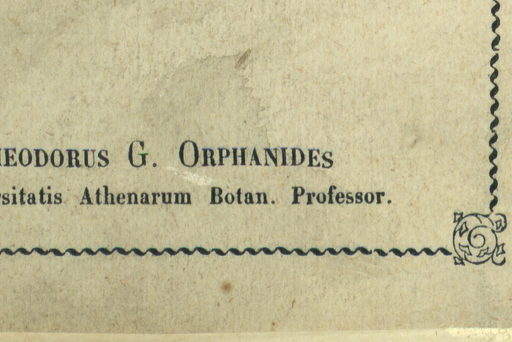 HEODORUS G. ORPHANIDES
rsitatis Athenarum Botan. Professor.